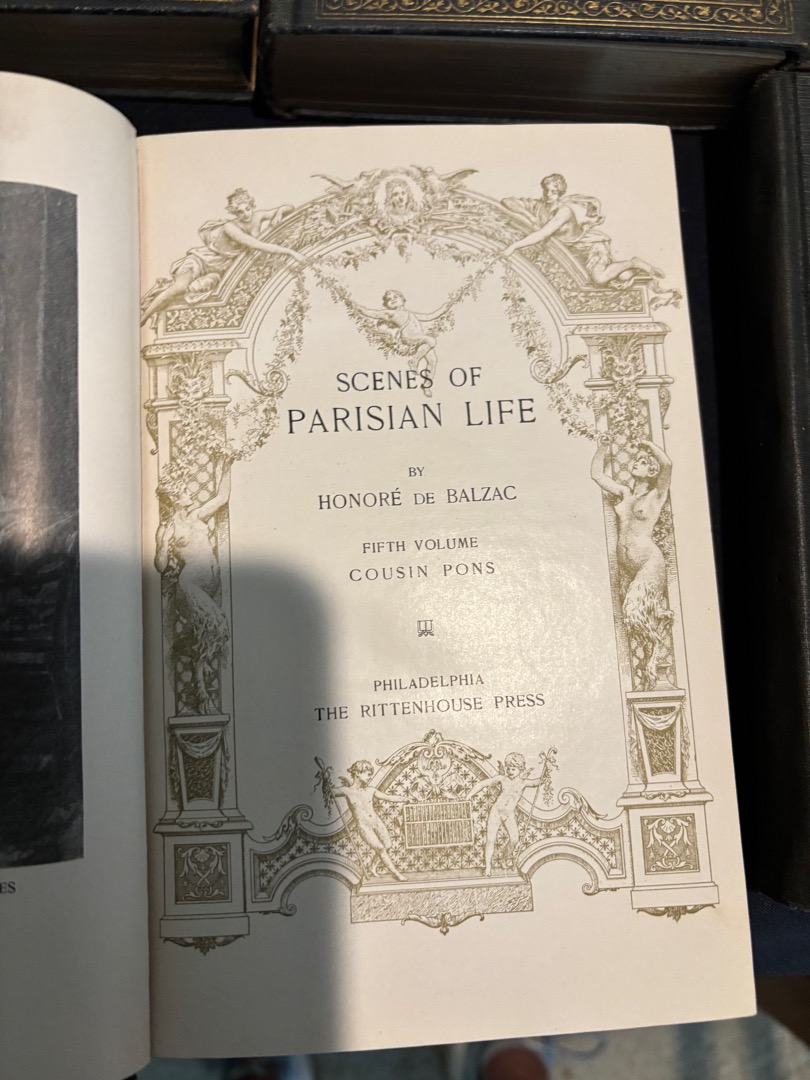 SCENES OF
PARISIAN LIFE
BY
HONORÉ DE BALZAC
FIFTH VOLUME
COUSIN PONS
PHILADELPHIA
THE RITTENHOUSE PRESS